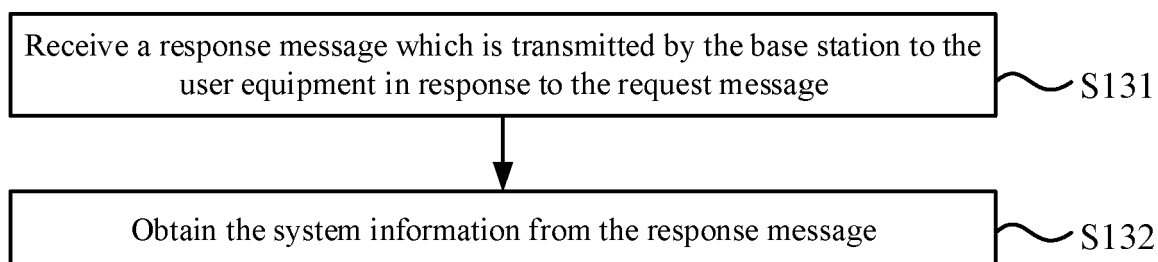 Receive a response message which is transmitted by the base station to the
user equipment in response to the request message
S131
Obtain the system information from the response message
S132